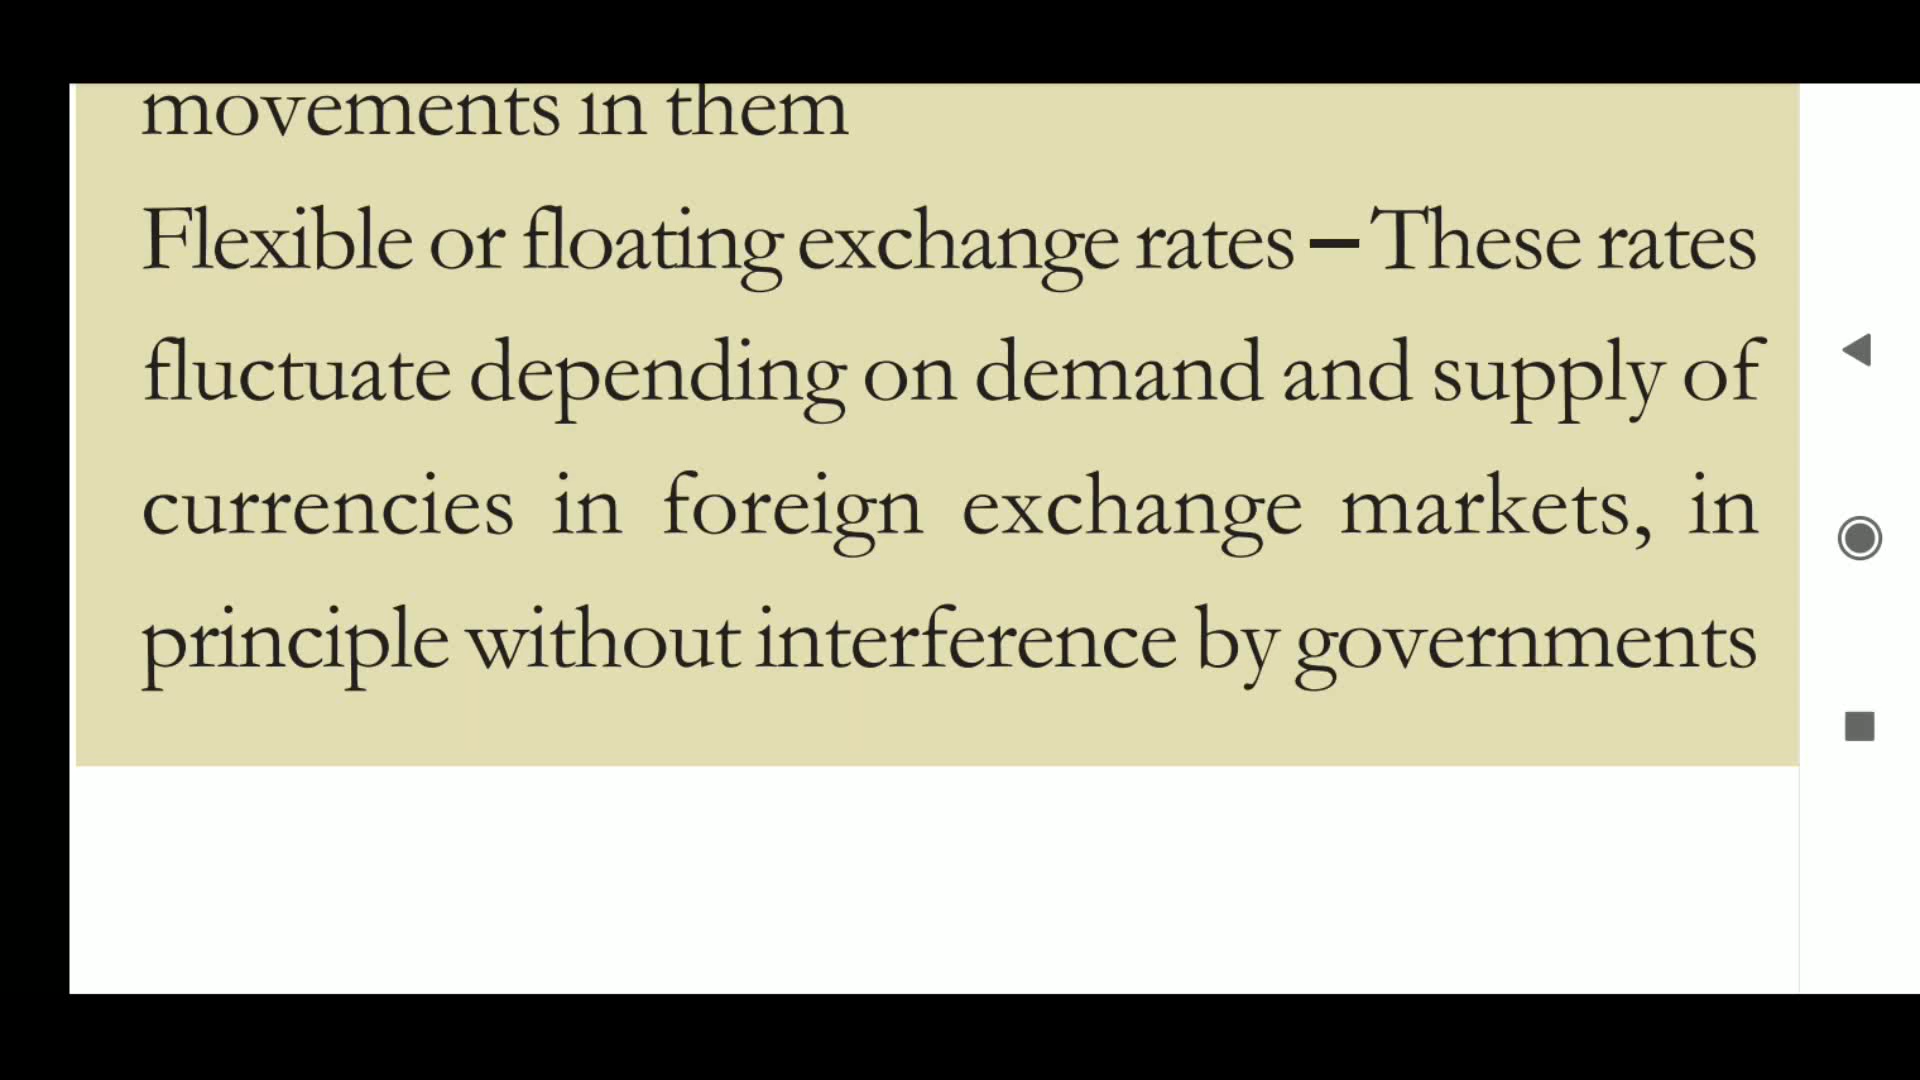 movements in them
Flexible or floating exchange rates – These rates
fluctuate depending on demand and supply of
currencies in foreign exchange markets, in
principle without interference by governments